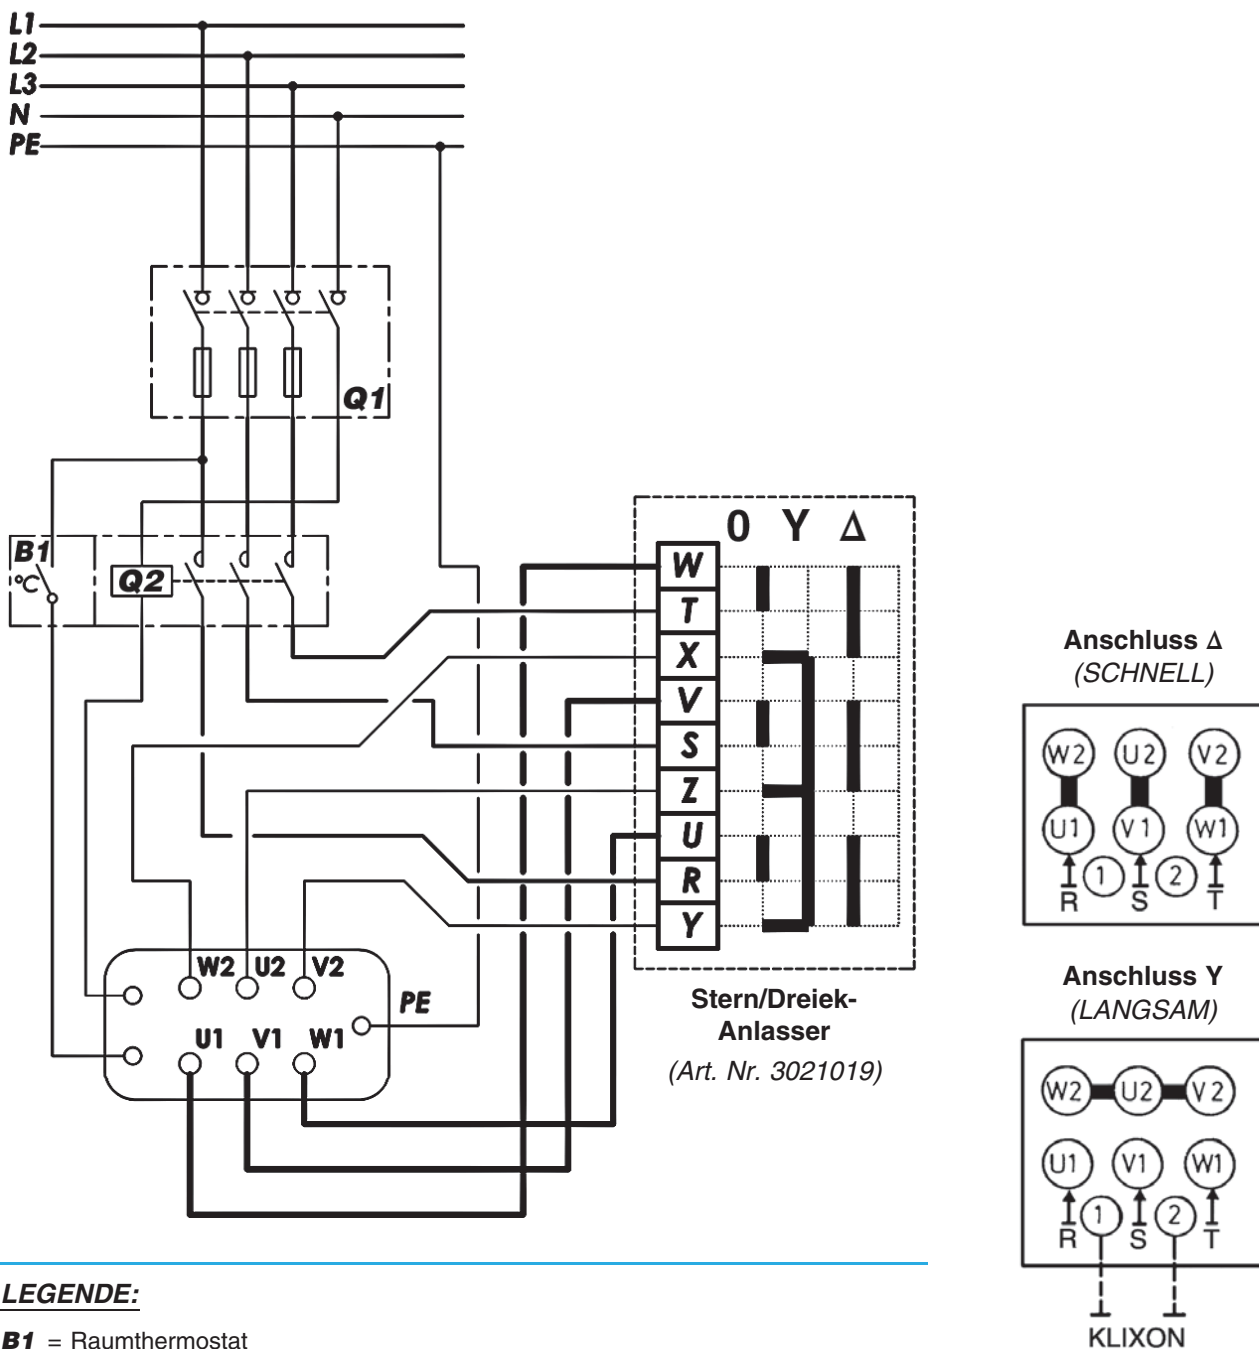 L1
L2
L3
N
PE
Q1
B1
°C
Q2
0 Y Δ
W
T
X
V
S
Z
U
R
Y
W2 U2 V2
PE
U1 V1 W1
Stern/Dreiek-
Anlasser
(Art. Nr. 3021019)
Anschluss Δ
(SCHNELL)
W2 U2 V2
U1 V1 W1
1 2
R S T
Anschluss Y
(LANGSAM)
W2 U2 V2
U1 V1 W1
1 2
R S T
KLIXON
LEGENDE:
B1 = Raumthermostat